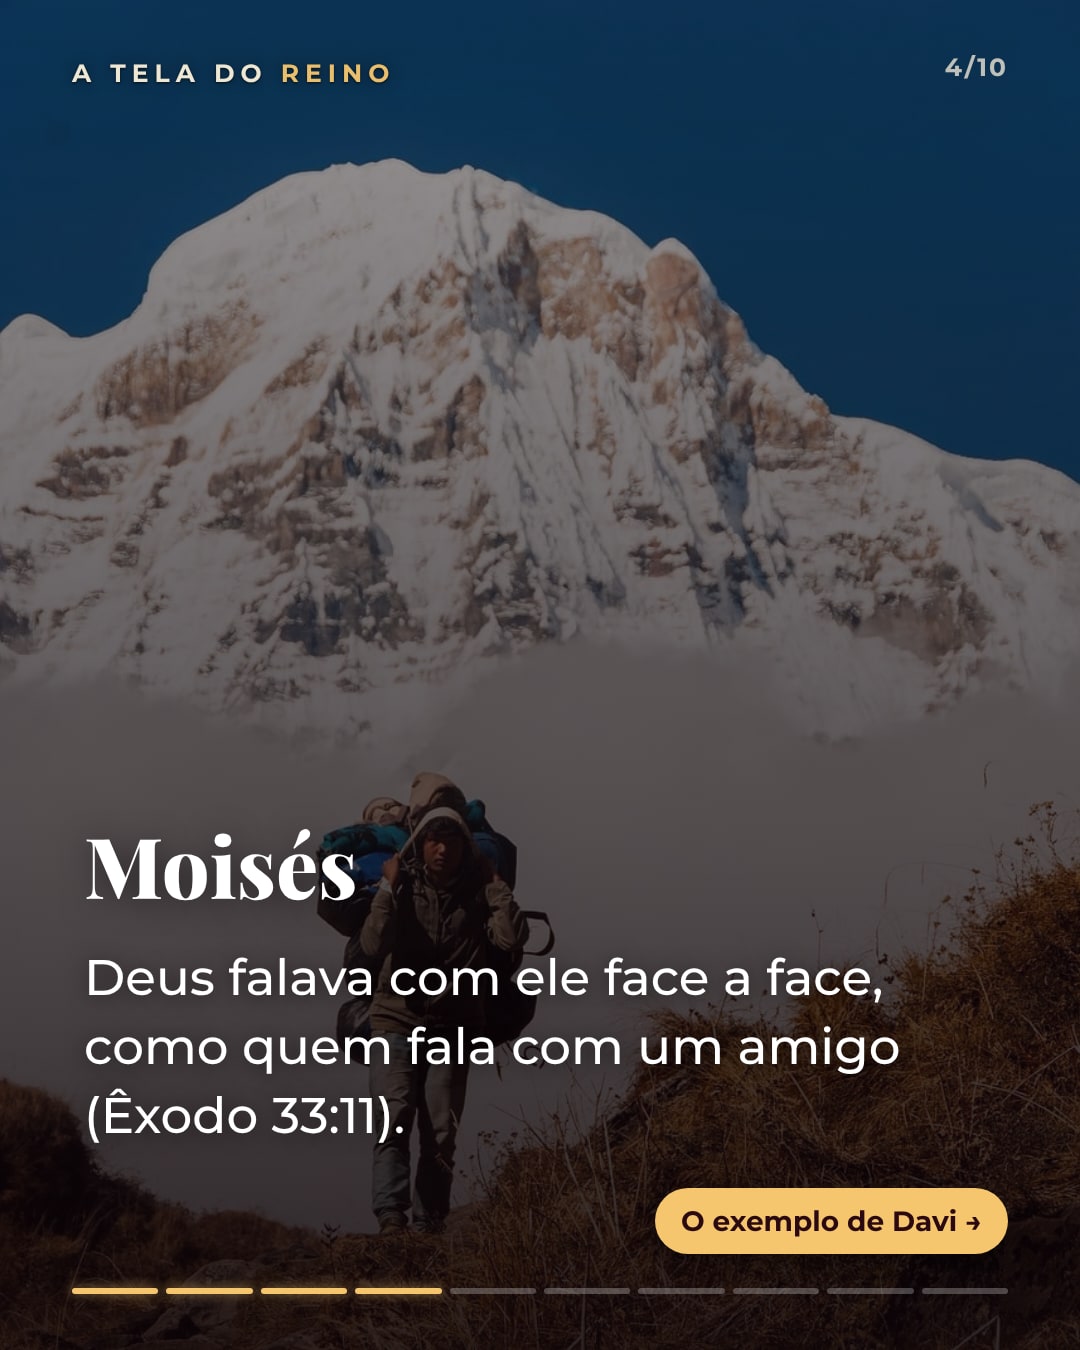 A TELA DO REINO
4/10
Moisés
Deus falava com ele face a face,
como quem fala com um amigo
(Êxodo 33:11).
O exemplo de Davi →